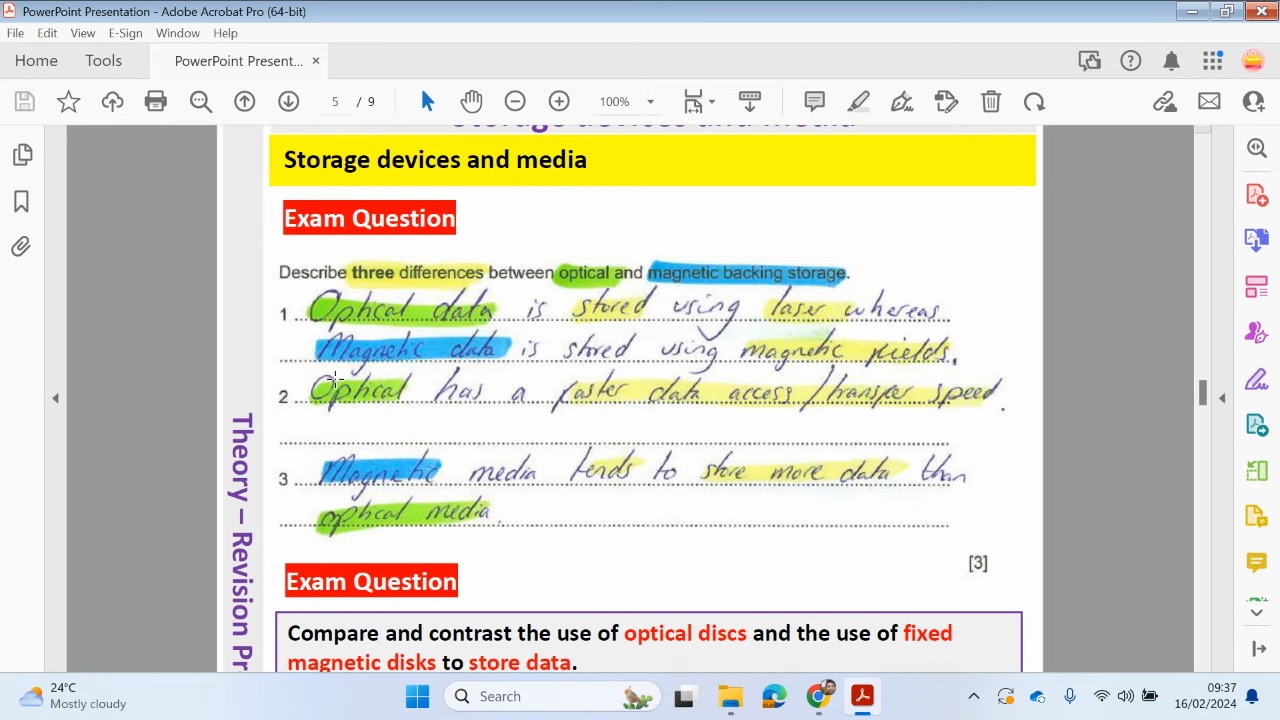 PowerPoint Presentation - Adobe Acrobat Pro (64-bit)
File Edit View E-Sign Window Help
Home Tools PowerPoint Present... ×
5 / 9 100%
Storage devices and media
Storage devices and media
Exam Question
Describe three differences between optical and magnetic backing storage.
1 Optical data is stored using laser whereas
Magnetic data is stored using magnetic fields.
2 Optical has a faster data access/transfer speed.
3 Magnetic media tends to store more data than
optical media.
[3]
Exam Question
Compare and contrast the use of optical discs and the use of fixed
magnetic disks to store data.
Theory – Revision Pr
24°C
Mostly cloudy
Search
09:37
16/02/2024